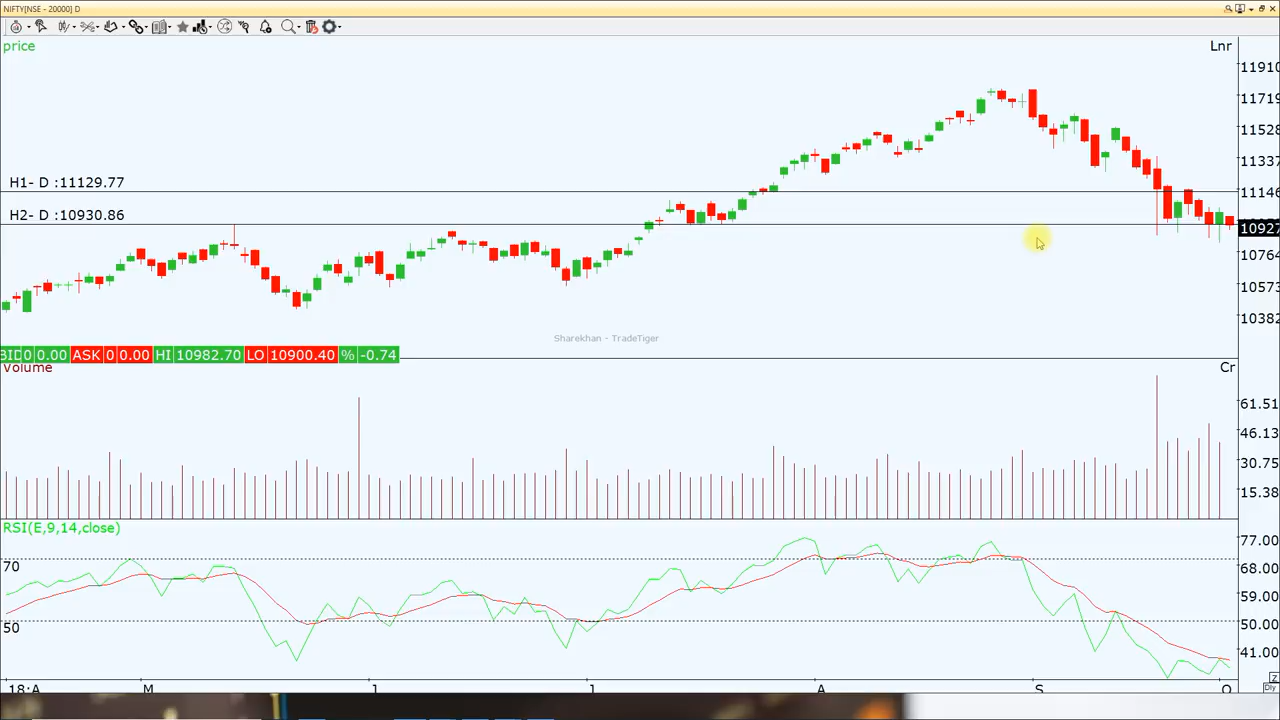 NIFTY[NSE - 20000] D
price
Lnr
11910
11719
11528
11337
H1- D :11129.77
11146
H2- D :10930.86
10927
10764
10573
10382
Sharekhan - TradeTiger
0 0.00 ASK 0 0.00 HI 10982.70 LO 10900.40 % -0.74
volume
Cr
61.51
46.13
30.75
15.38
RSI(E,9,14,close)
77.00
70
68.00
59.00
50
50.00
41.00
18:A M J J A S O
Z
Dly